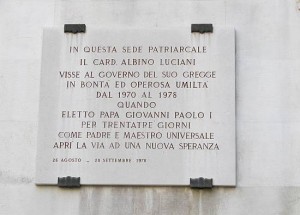 IN QUESTA SEDE PATRIARCALE
IL CARD. ALBINO LUCIANI
VISSE AL GOVERNO DEL SUO GREGGE
IN BONTÀ ED OPEROSA UMILTÀ
DAL 1970 AL 1978
QUANDO
ELETTO PAPA GIOVANNI PAOLO I
PER TRENTATRE GIORNI
COME PADRE E MAESTRO UNIVERSALE
APRÌ LA VIA AD UNA NUOVA SPERANZA
26 AGOSTO - 28 SETTEMBRE 1978